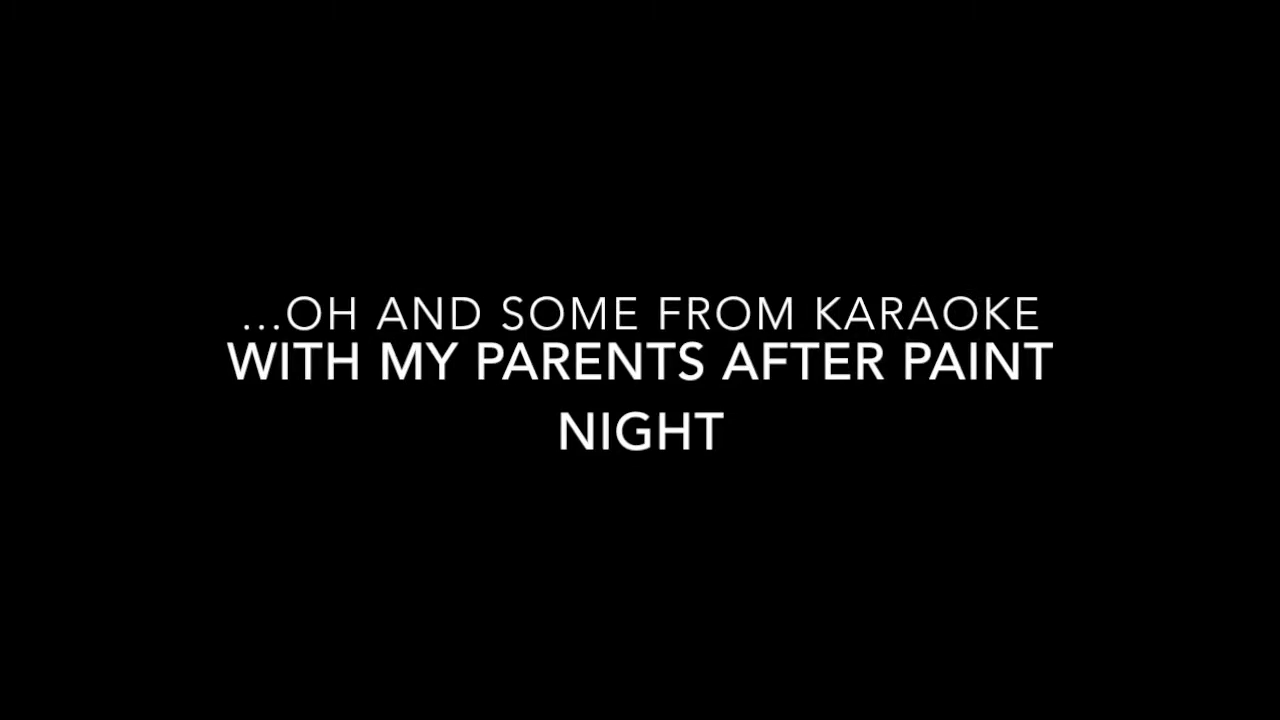 ...OH AND SOME FROM KARAOKE
WITH MY PARENTS AFTER PAINT
NIGHT